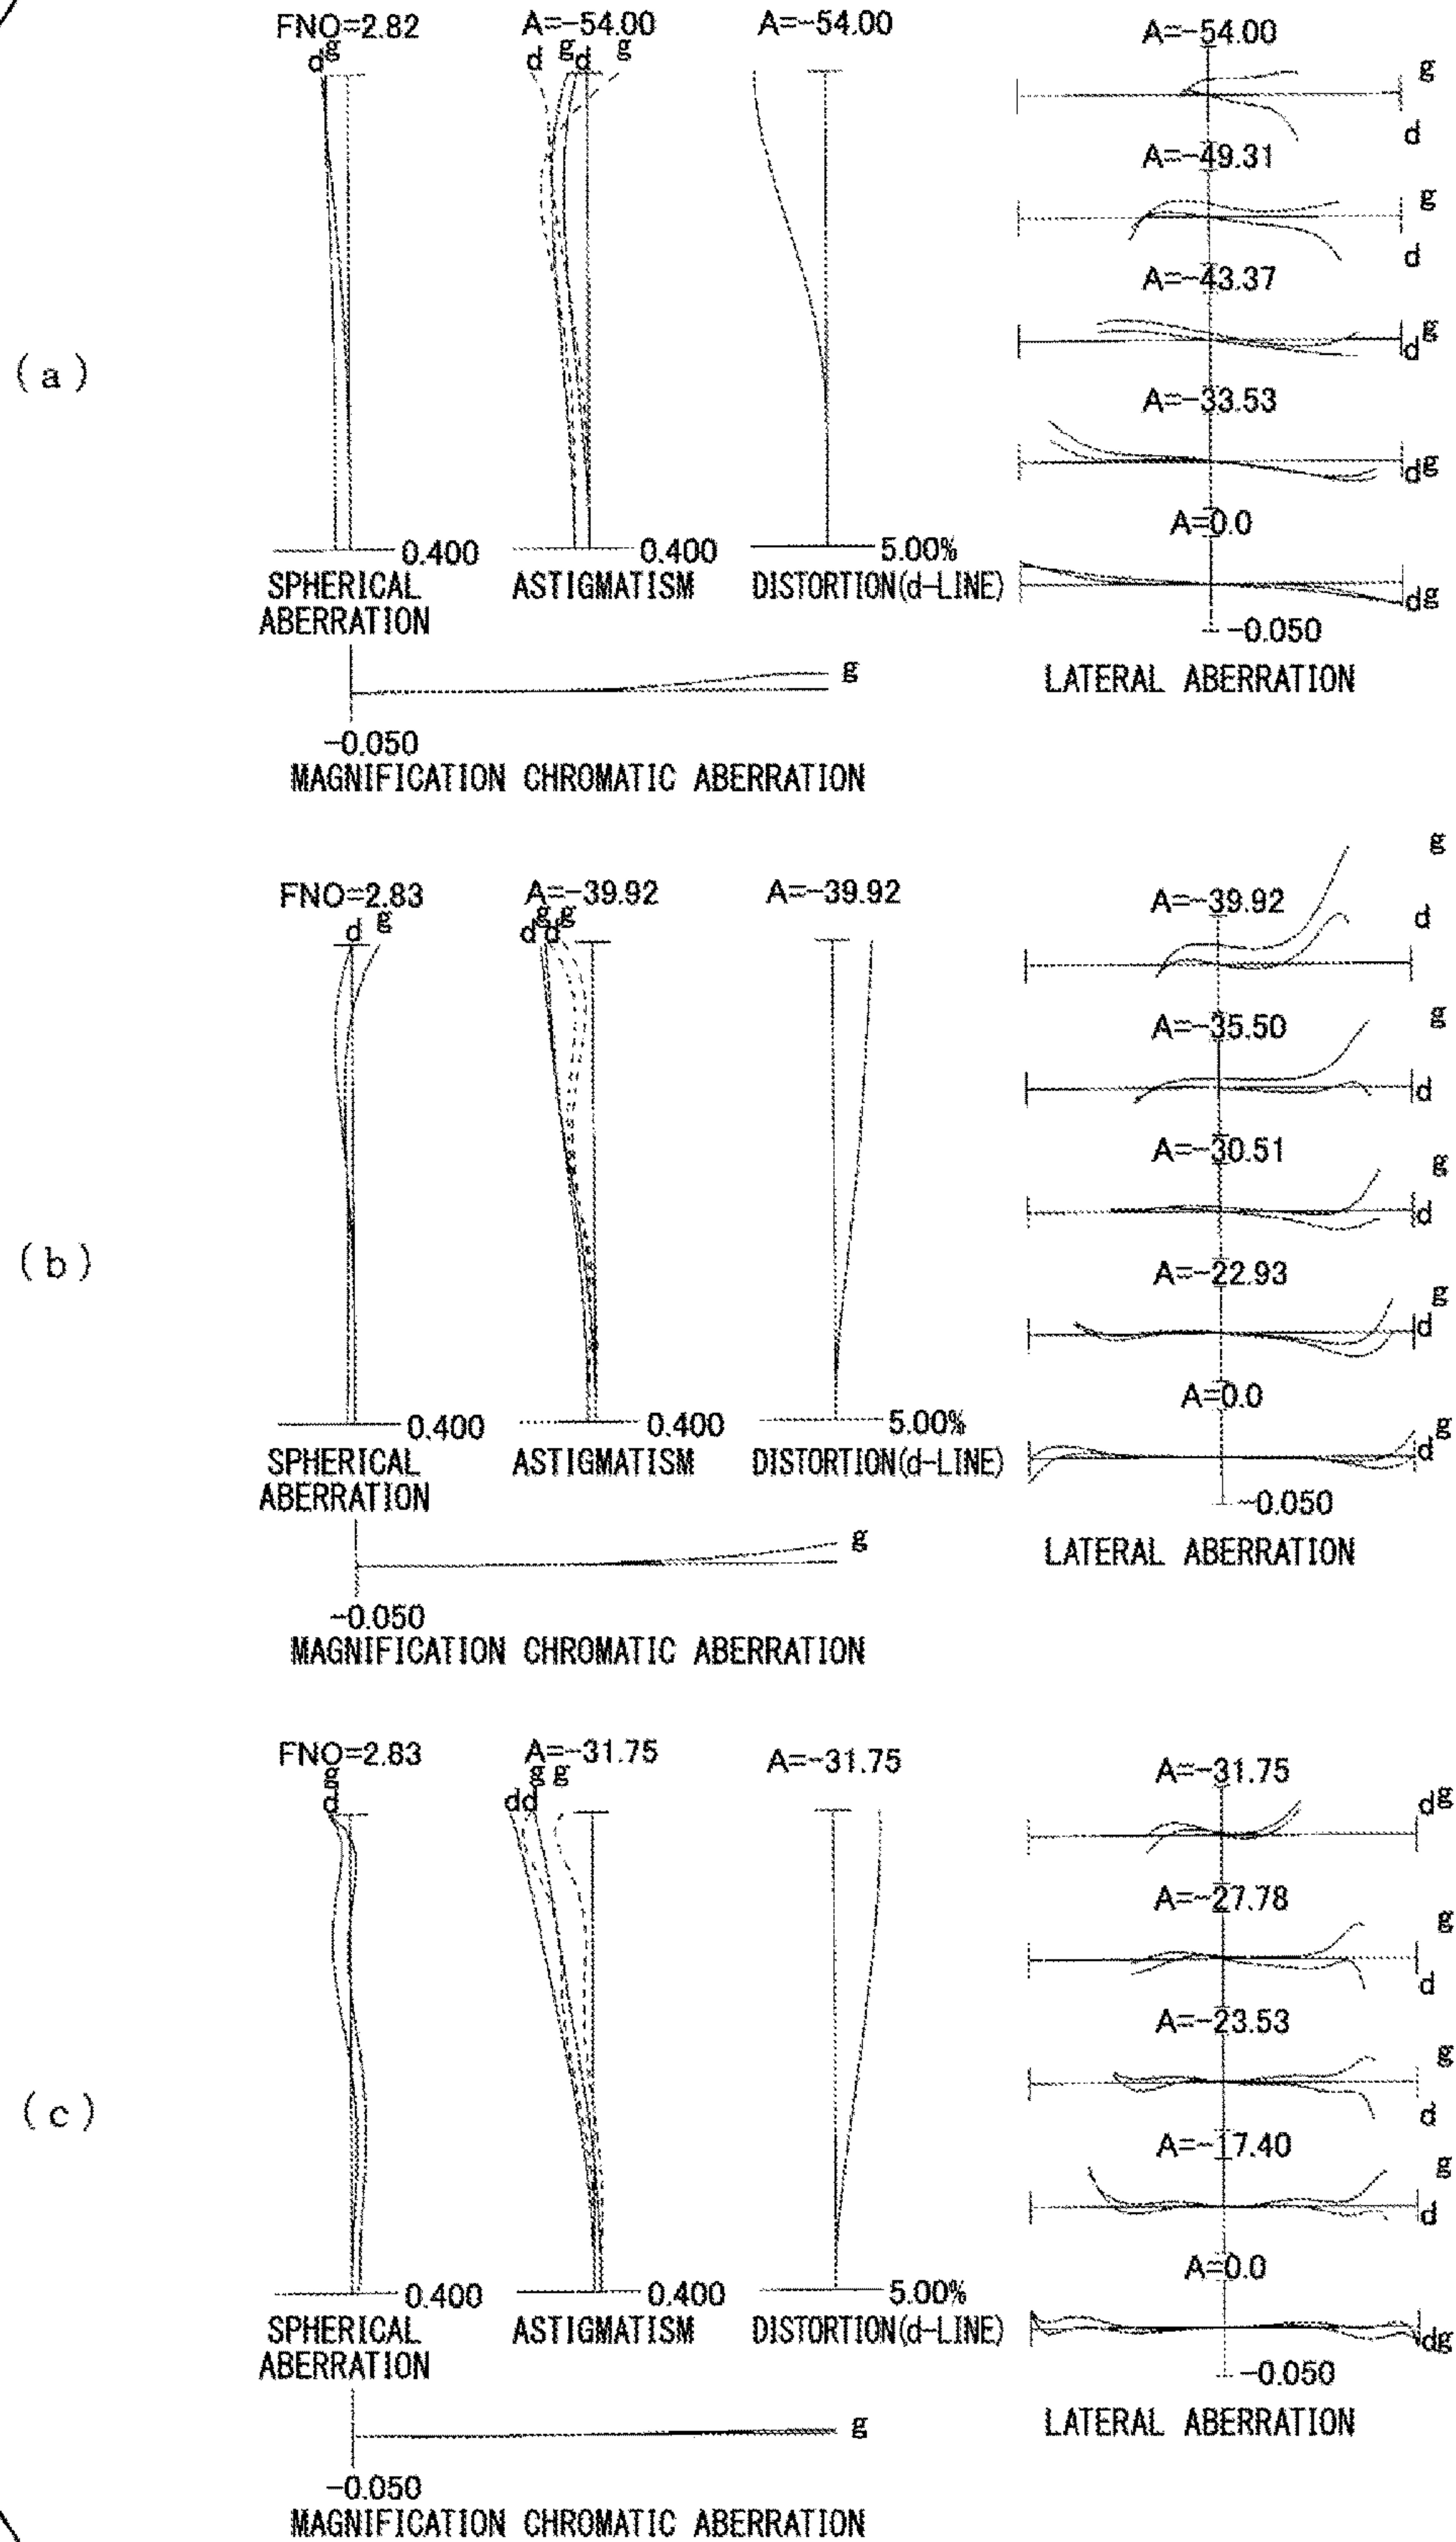 (a)
FNO=2.82
d g
0.400
SPHERICAL
ABERRATION
A=-54.00
d g d g
0.400
ASTIGMATISM
A=-54.00
5.00%
DISTORTION(d-LINE)
g
-0.050
MAGNIFICATION CHROMATIC ABERRATION
A=-54.00
g
d
A=-49.31
g
d
A=-43.37
g
d
A=-33.53
dg
A=0.0
dg
-0.050
LATERAL ABERRATION
(b)
FNO=2.83
d g
0.400
SPHERICAL
ABERRATION
A=-39.92
g g
d d
0.400
ASTIGMATISM
A=-39.92
5.00%
DISTORTION(d-LINE)
g
-0.050
MAGNIFICATION CHROMATIC ABERRATION
g
A=-39.92
d
g
A=-35.50
d
A=-30.51
g
d
A=-22.93
g
d
A=0.0
g
d
-0.050
LATERAL ABERRATION
(c)
FNO=2.83
g
d
0.400
SPHERICAL
ABERRATION
A=-31.75
g g
dd
0.400
ASTIGMATISM
A=-31.75
5.00%
DISTORTION(d-LINE)
g
-0.050
MAGNIFICATION CHROMATIC ABERRATION
A=-31.75
dg
A=-27.78
g
d
A=-23.53
g
d
A=-17.40
g
d
A=0.0
dg
-0.050
LATERAL ABERRATION